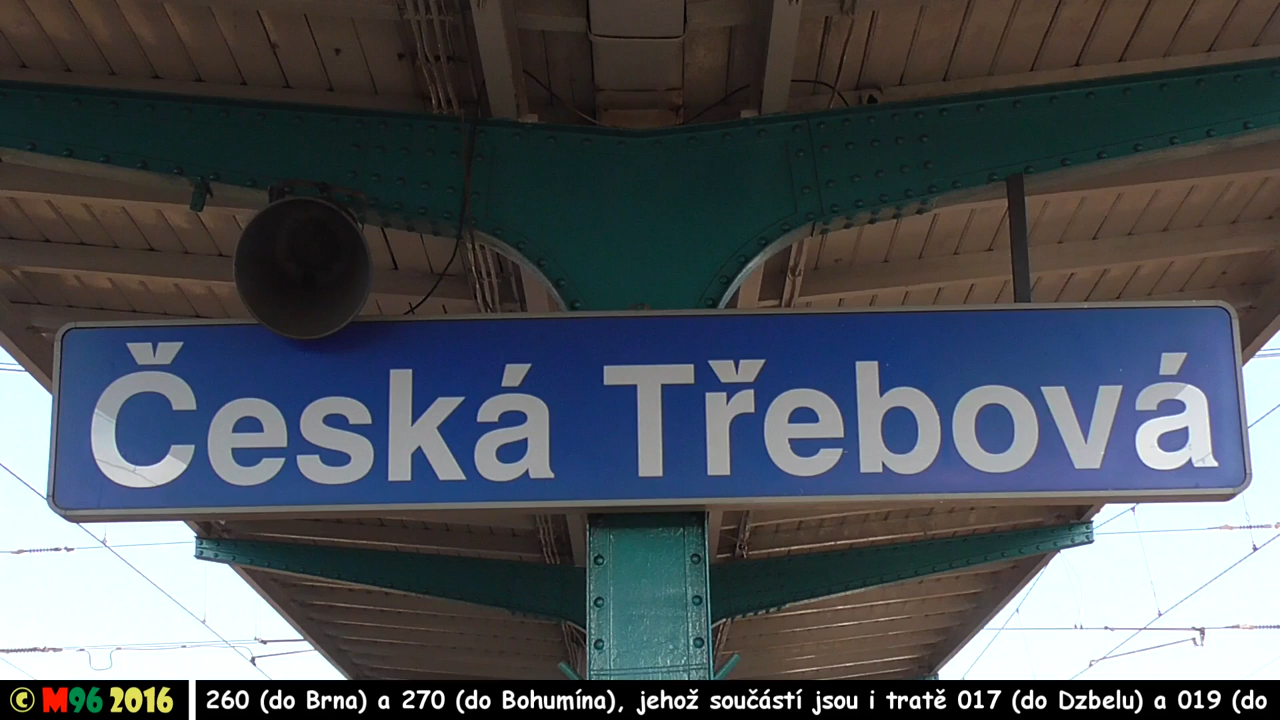 Česká Třebová
© M96 2016
260 (do Brna) a 270 (do Bohumína), jehož součástí jsou i tratě 017 (do Dzbelu) a 019 (do